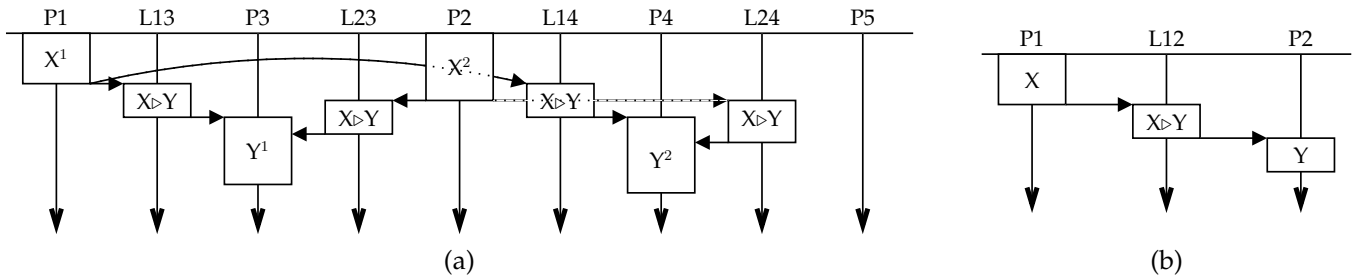 P1 L13 P3 L23 P2 L14 P4 L24 P5
X¹ X²
X▷Y X▷Y X▷Y X▷Y
Y¹ Y²
(a)
P1 L12 P2
X
X▷Y
Y
(b)